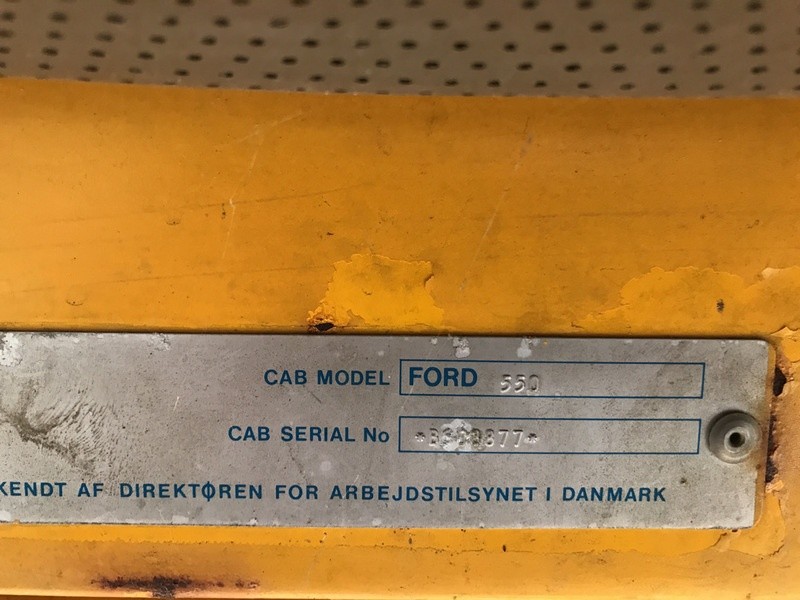 CAB MODEL FORD 550
CAB SERIAL No
KENDT AF DIREKTØREN FOR ARBEJDSTILSYNET I DANMARK